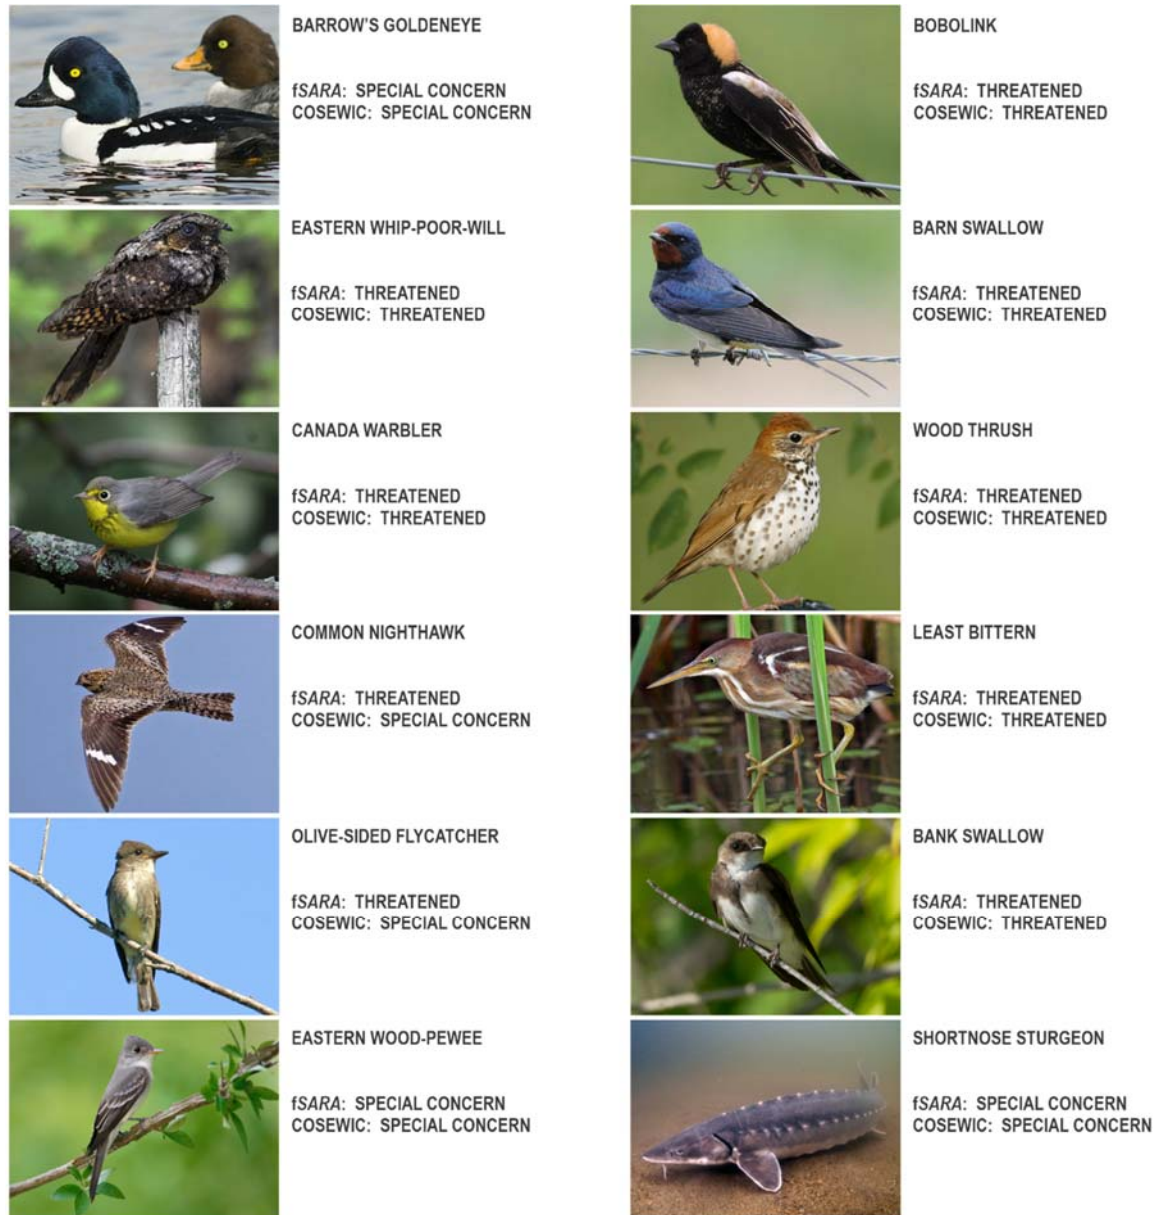 BARROW'S GOLDENEYE
fSARA: SPECIAL CONCERN
COSEWIC: SPECIAL CONCERN
BOBOLINK
fSARA: THREATENED
COSEWIC: THREATENED
EASTERN WHIP-POOR-WILL
fSARA: THREATENED
COSEWIC: THREATENED
BARN SWALLOW
fSARA: THREATENED
COSEWIC: THREATENED
CANADA WARBLER
fSARA: THREATENED
COSEWIC: THREATENED
WOOD THRUSH
fSARA: THREATENED
COSEWIC: THREATENED
COMMON NIGHTHAWK
fSARA: THREATENED
COSEWIC: SPECIAL CONCERN
LEAST BITTERN
fSARA: THREATENED
COSEWIC: THREATENED
OLIVE-SIDED FLYCATCHER
fSARA: THREATENED
COSEWIC: SPECIAL CONCERN
BANK SWALLOW
fSARA: THREATENED
COSEWIC: THREATENED
EASTERN WOOD-PEWEE
fSARA: SPECIAL CONCERN
COSEWIC: SPECIAL CONCERN
SHORTNOSE STURGEON
fSARA: SPECIAL CONCERN
COSEWIC: SPECIAL CONCERN